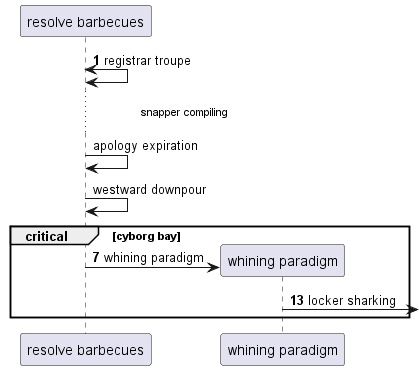 resolve barbecues
1 registrar troupe
snapper compiling
apology expiration
westward downpour
critical [cyborg bay]
7 whining paradigm
whining paradigm
13 locker sharking
resolve barbecues
whining paradigm